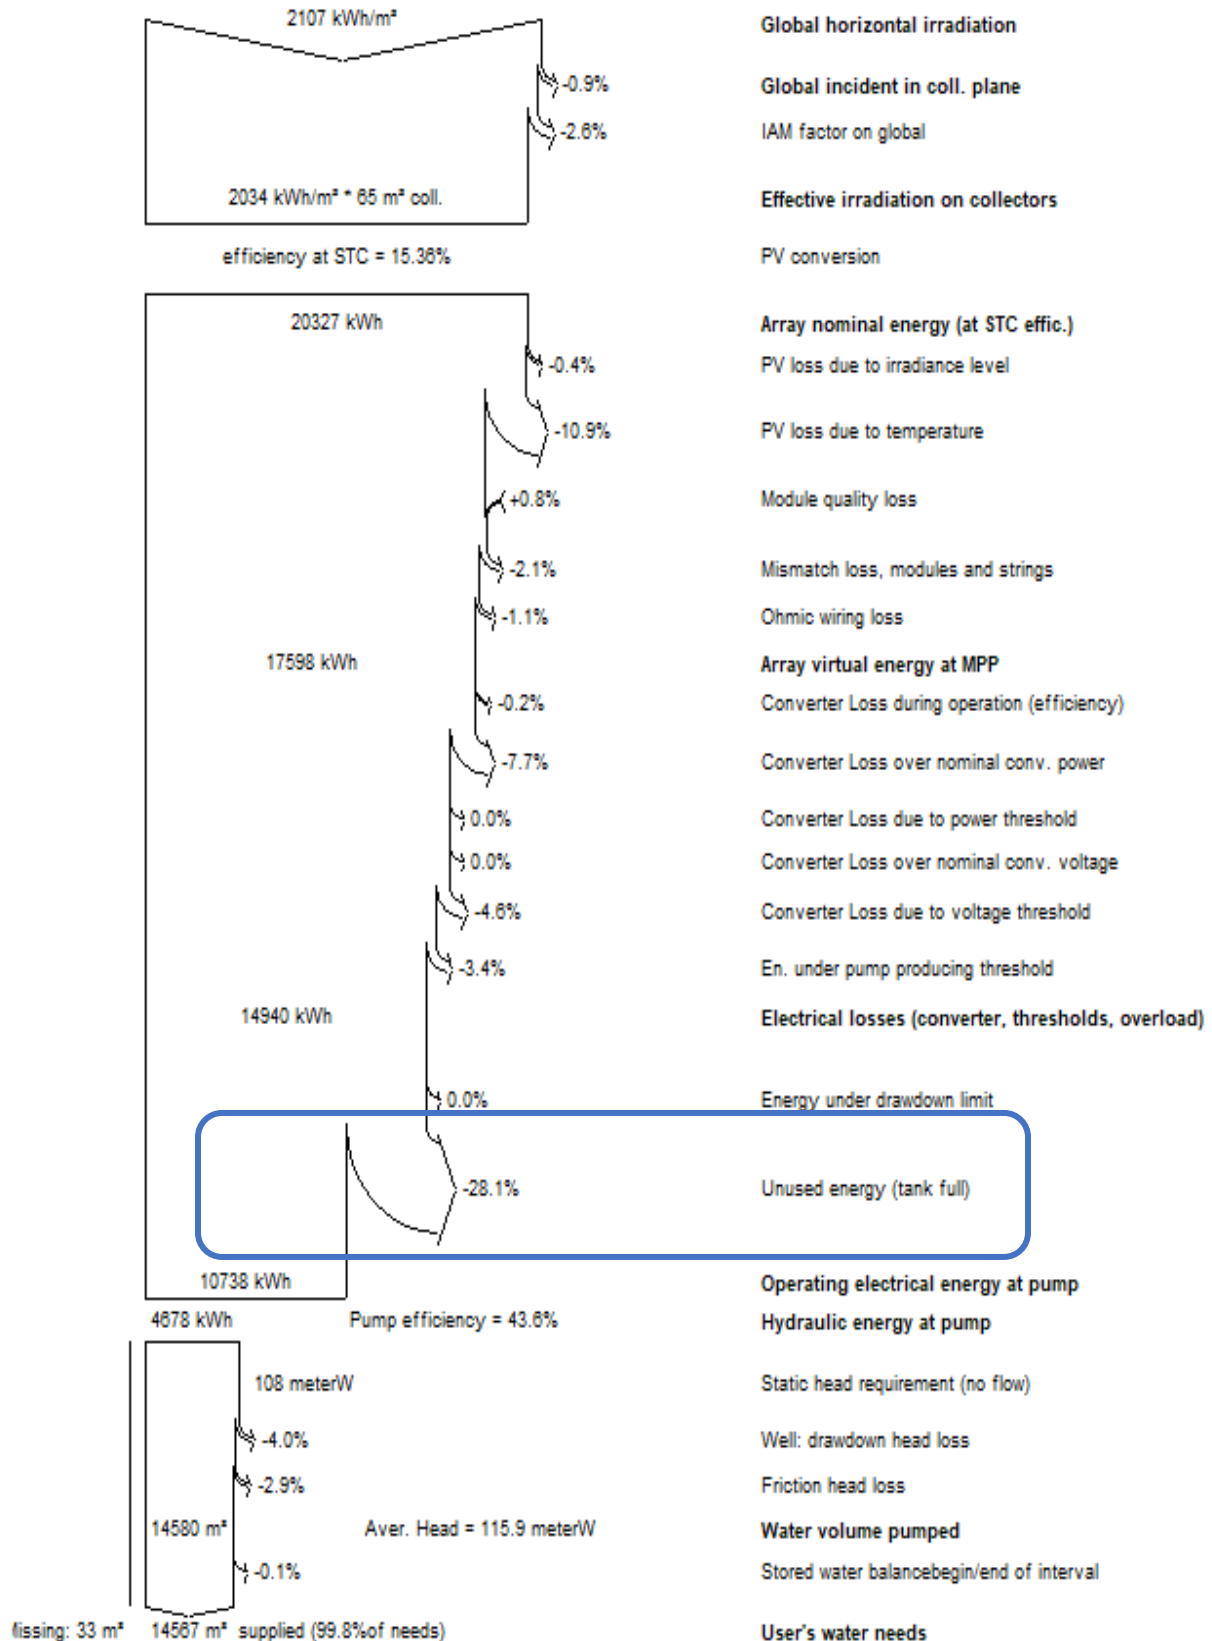 2107 kWh/m² Global horizontal irradiation
-0.9% Global incident in coll. plane
-2.6% IAM factor on global
2034 kWh/m² * 65 m² coll. Effective irradiation on collectors
efficiency at STC = 15.36% PV conversion
20327 kWh Array nominal energy (at STC effic.)
-0.4% PV loss due to irradiance level
-10.9% PV loss due to temperature
+0.8% Module quality loss
-2.1% Mismatch loss, modules and strings
-1.1% Ohmic wiring loss
17598 kWh Array virtual energy at MPP
-0.2% Converter Loss during operation (efficiency)
-7.7% Converter Loss over nominal conv. power
0.0% Converter Loss due to power threshold
0.0% Converter Loss over nominal conv. voltage
-4.6% Converter Loss due to voltage threshold
-3.4% En. under pump producing threshold
14940 kWh Electrical losses (converter, thresholds, overload)
0.0% Energy under drawdown limit
-28.1% Unused energy (tank full)
10738 kWh Operating electrical energy at pump
4678 kWh Pump efficiency = 43.6% Hydraulic energy at pump
108 meterW Static head requirement (no flow)
-4.0% Well: drawdown head loss
-2.9% Friction head loss
14580 m³ Aver. Head = 115.9 meterW Water volume pumped
-0.1% Stored water balancebegin/end of interval
issing: 33 m³ 14567 m³ supplied (99.8%of needs) User's water needs